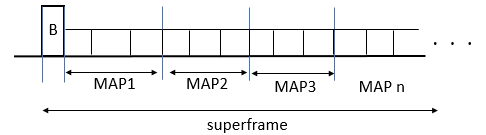 B
. . .
MAP1 MAP2 MAP3 MAP n
superframe